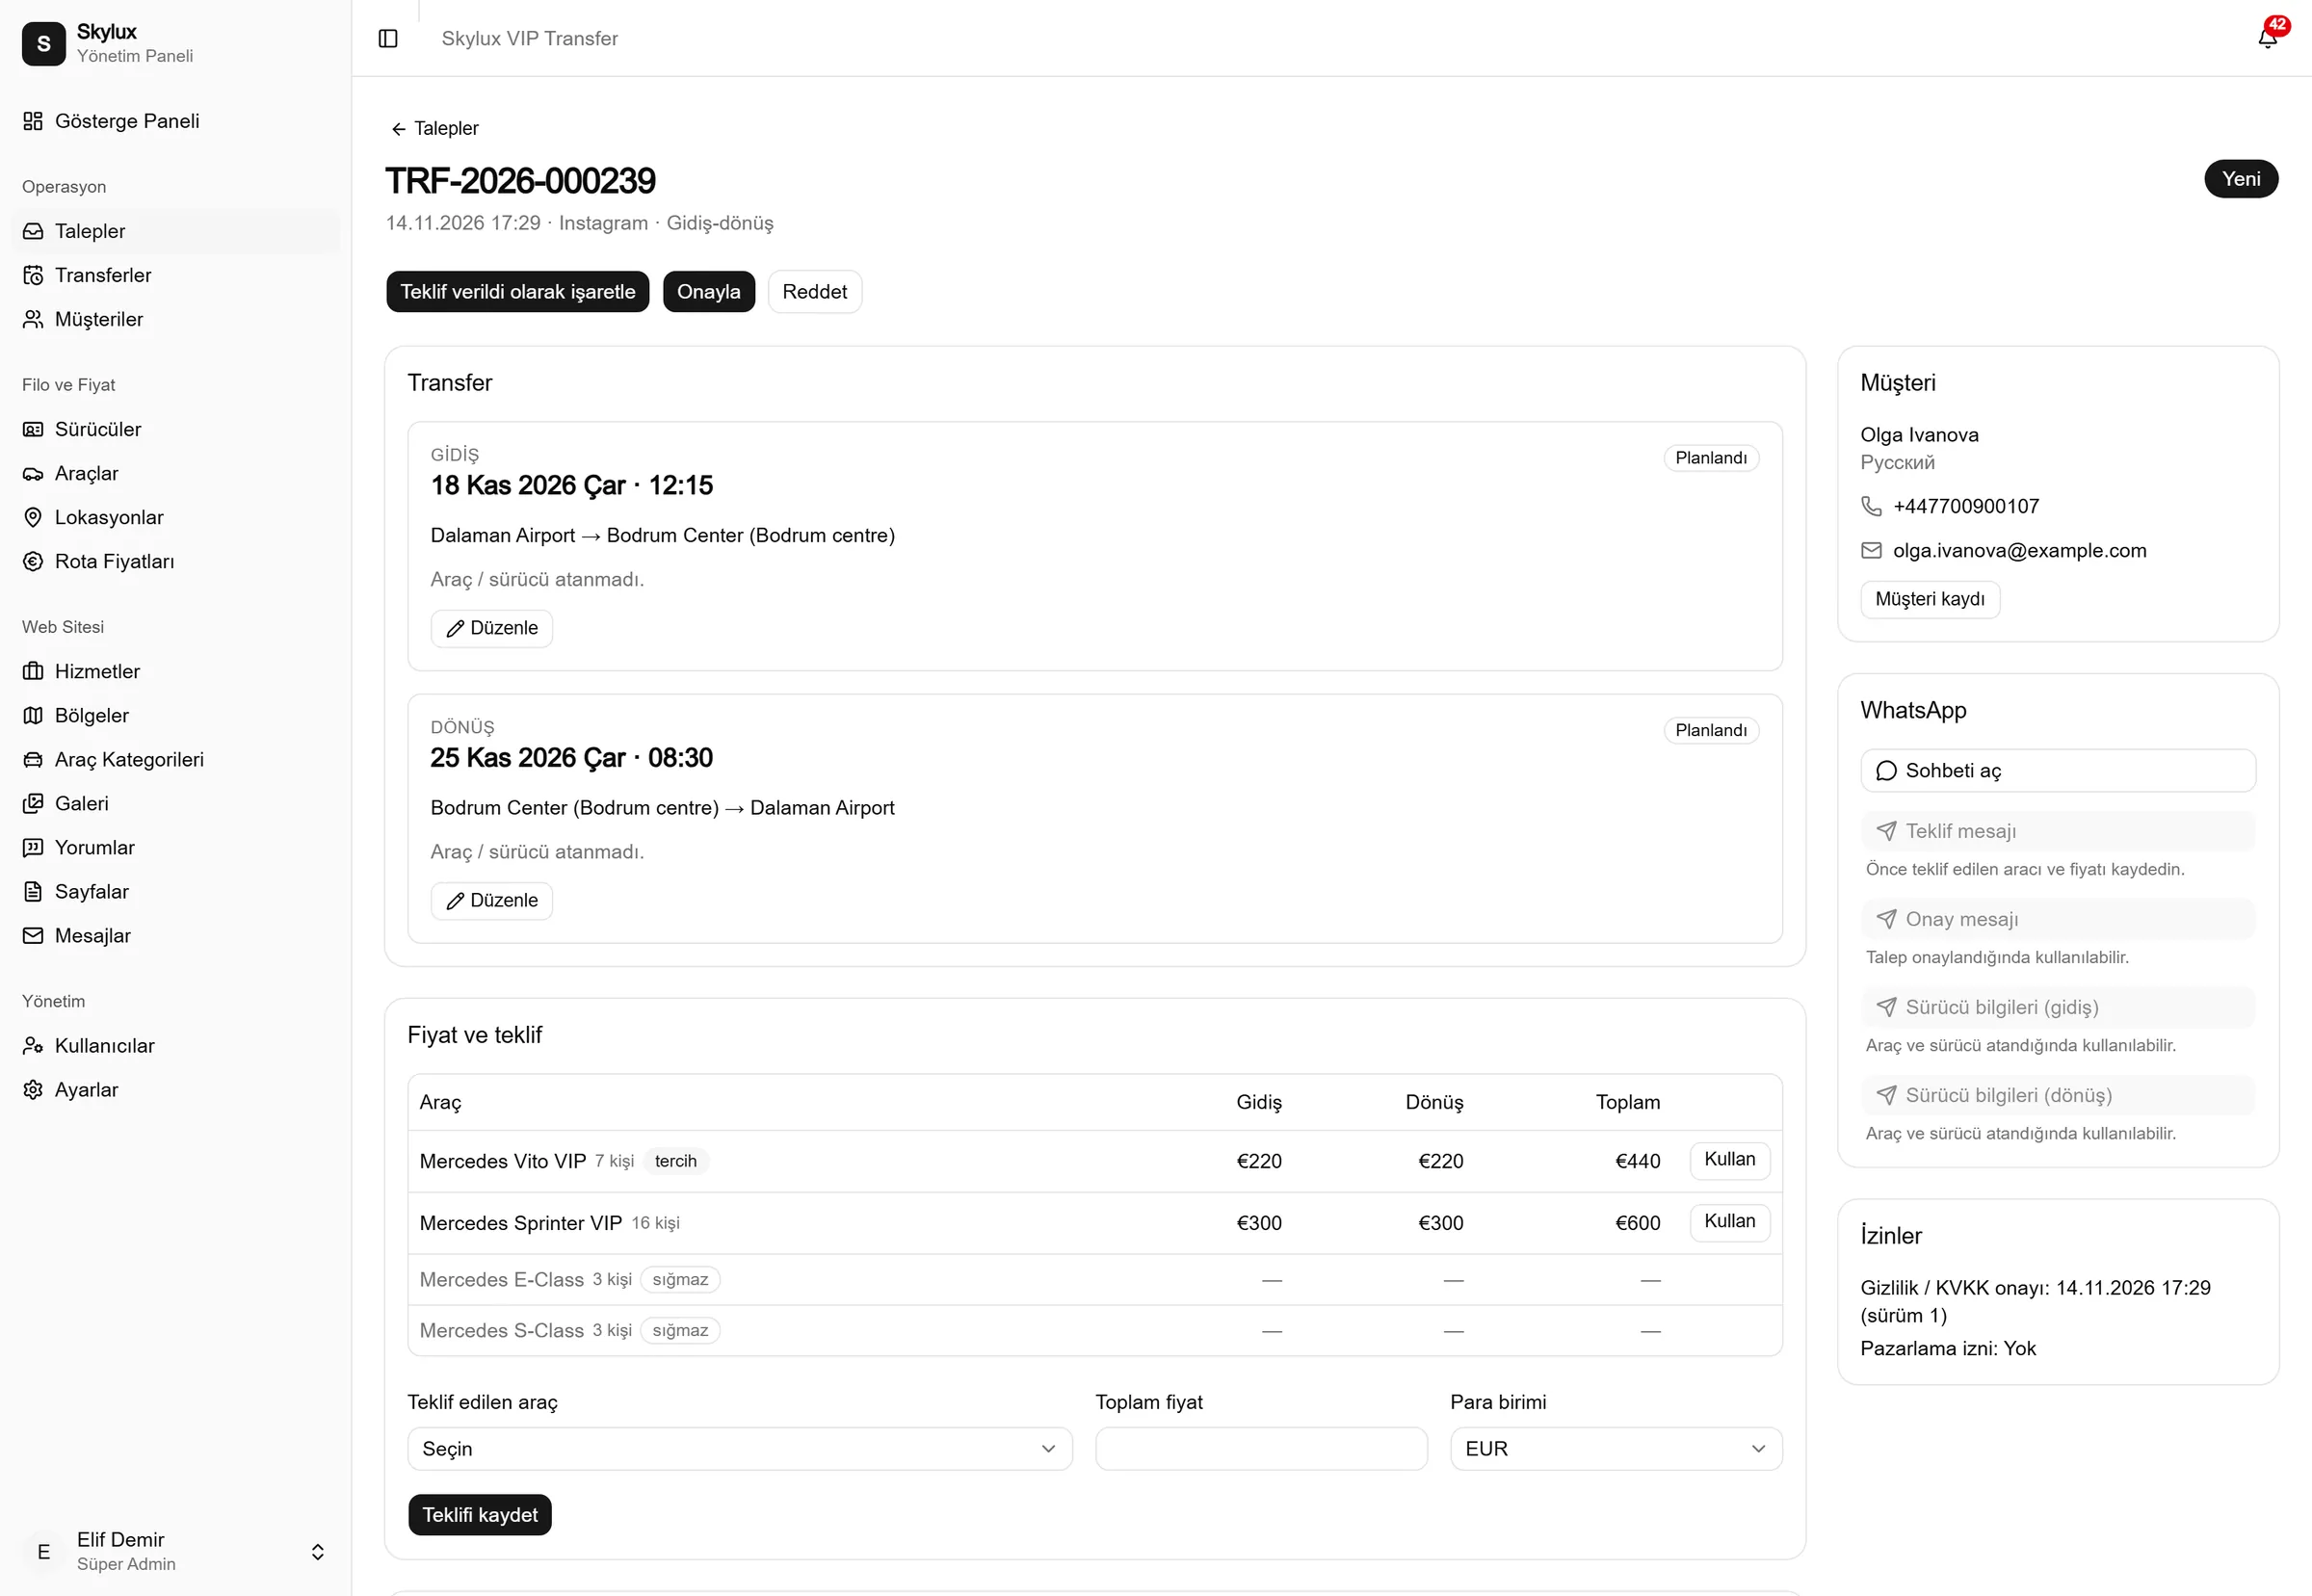 S
Skylux
Yönetim Paneli
Gösterge Paneli
Operasyon
Talepler
Transferler
Müşteriler
Filo ve Fiyat
Sürücüler
Araçlar
Lokasyonlar
Rota Fiyatları
Web Sitesi
Hizmetler
Bölgeler
Araç Kategorileri
Galeri
Yorumlar
Sayfalar
Mesajlar
Yönetim
Kullanıcılar
Ayarlar
E
Elif Demir
Süper Admin
Skylux VIP Transfer
42
Talepler
TRF-2026-000239
Yeni
14.11.2026 17:29 · Instagram · Gidiş-dönüş
Teklif verildi olarak işaretle
Onayla
Reddet
Transfer
GİDİŞ
Planlandı
18 Kas 2026 Çar · 12:15
Dalaman Airport → Bodrum Center (Bodrum centre)
Araç / sürücü atanmadı.
Düzenle
DÖNÜŞ
Planlandı
25 Kas 2026 Çar · 08:30
Bodrum Center (Bodrum centre) → Dalaman Airport
Araç / sürücü atanmadı.
Düzenle
Fiyat ve teklif
Araç Gidiş Dönüş Toplam
Mercedes Vito VIP 7 kişi tercih €220 €220 €440 Kullan
Mercedes Sprinter VIP 16 kişi €300 €300 €600 Kullan
Mercedes E-Class 3 kişi sığmaz — — —
Mercedes S-Class 3 kişi sığmaz — — —
Teklif edilen araç Toplam fiyat Para birimi
Seçin EUR
Teklifi kaydet
Müşteri
Olga Ivanova
Русский
+447700900107
olga.ivanova@example.com
Müşteri kaydı
WhatsApp
Sohbeti aç
Teklif mesajı
Önce teklif edilen aracı ve fiyatı kaydedin.
Onay mesajı
Talep onaylandığında kullanılabilir.
Sürücü bilgileri (gidiş)
Araç ve sürücü atandığında kullanılabilir.
Sürücü bilgileri (dönüş)
Araç ve sürücü atandığında kullanılabilir.
İzinler
Gizlilik / KVKK onayı: 14.11.2026 17:29
(sürüm 1)
Pazarlama izni: Yok